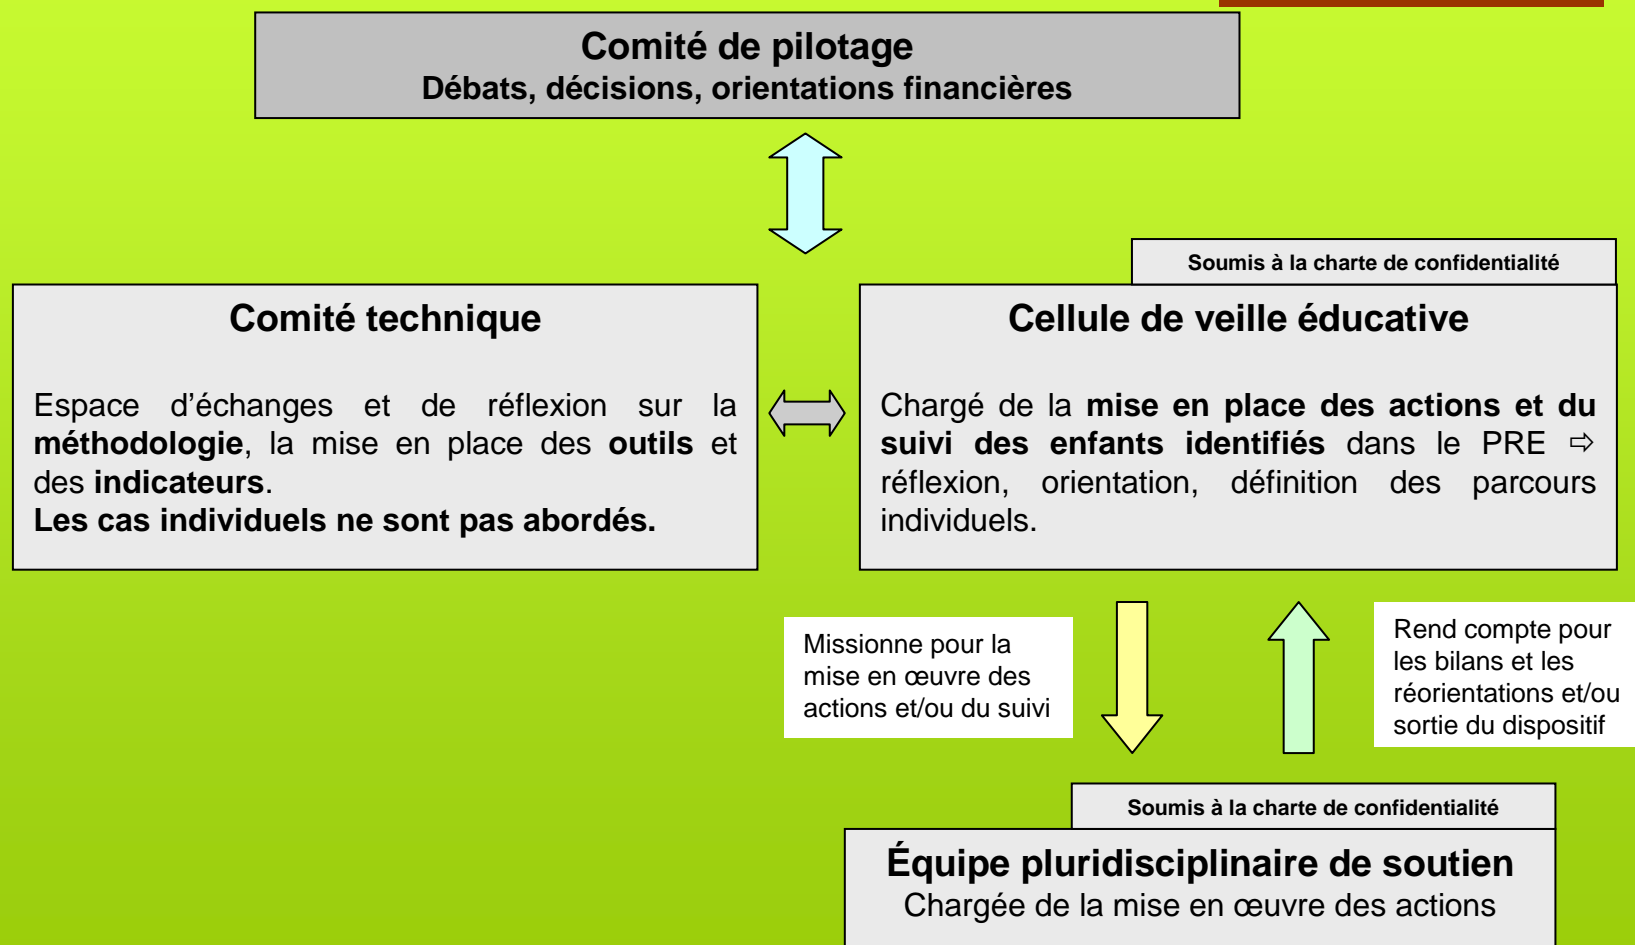 Comité de pilotage
Débats, décisions, orientations financières
Soumis à la charte de confidentialité
Comité technique
Espace d'échanges et de réflexion sur la
méthodologie, la mise en place des outils et
des indicateurs.
Les cas individuels ne sont pas abordés.
Cellule de veille éducative
Chargé de la mise en place des actions et du
suivi des enfants identifiés dans le PRE ⇨
réflexion, orientation, définition des parcours
individuels.
Missionne pour la
mise en œuvre des
actions et/ou du suivi
Rend compte pour
les bilans et les
réorientations et/ou
sortie du dispositif
Soumis à la charte de confidentialité
Équipe pluridisciplinaire de soutien
Chargée de la mise en œuvre des actions